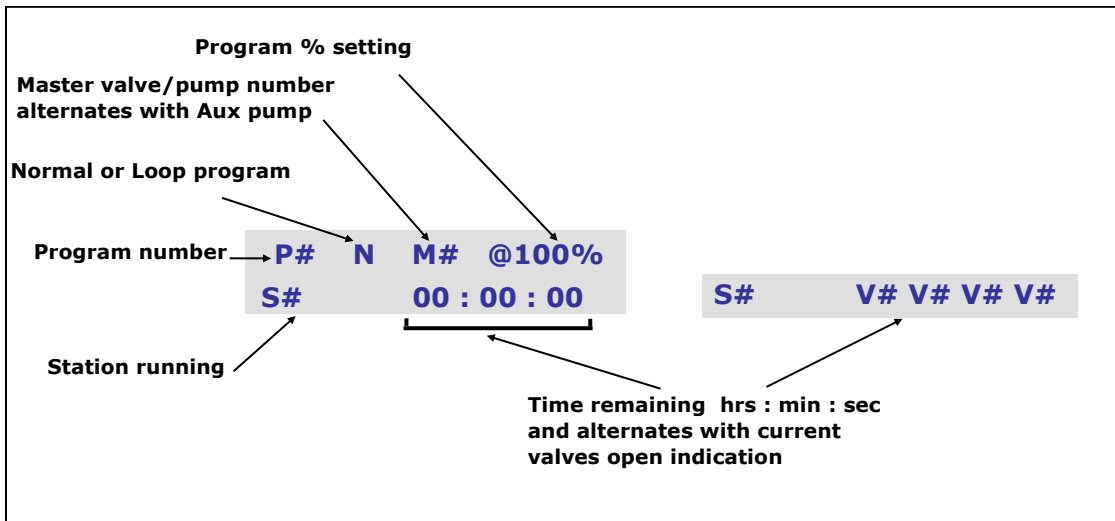 Program % setting
Master valve/pump number
alternates with Aux pump
Normal or Loop program
Program number
P# N M# @100%
S# 00 : 00 : 00
S# V# V# V# V#
Station running
Time remaining hrs : min : sec
and alternates with current
valves open indication